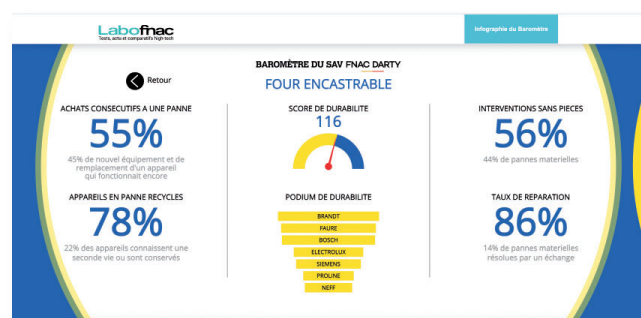 Labofnac
Tests, actu et comparatifs high-tech
Infographie du Baromètre
Retour
BAROMÈTRE DU SAV FNAC DARTY
FOUR ENCASTRABLE
ACHATS CONSECUTIFS A UNE PANNE
55%
45% de nouvel équipement et de
remplacement d'un appareil
qui fonctionnait encore
SCORE DE DURABILITE
116
INTERVENTIONS SANS PIECES
56%
44% de pannes materielles
APPAREILS EN PANNE RECYCLES
78%
22% des appareils connaissent une
seconde vie ou sont conservés
PODIUM DE DURABILITE
BRANDT
FAURE
BOSCH
ELECTROLUX
SIEMENS
PROLINE
NEFF
TAUX DE REPARATION
86%
14% de pannes materielles
résolues par un échange